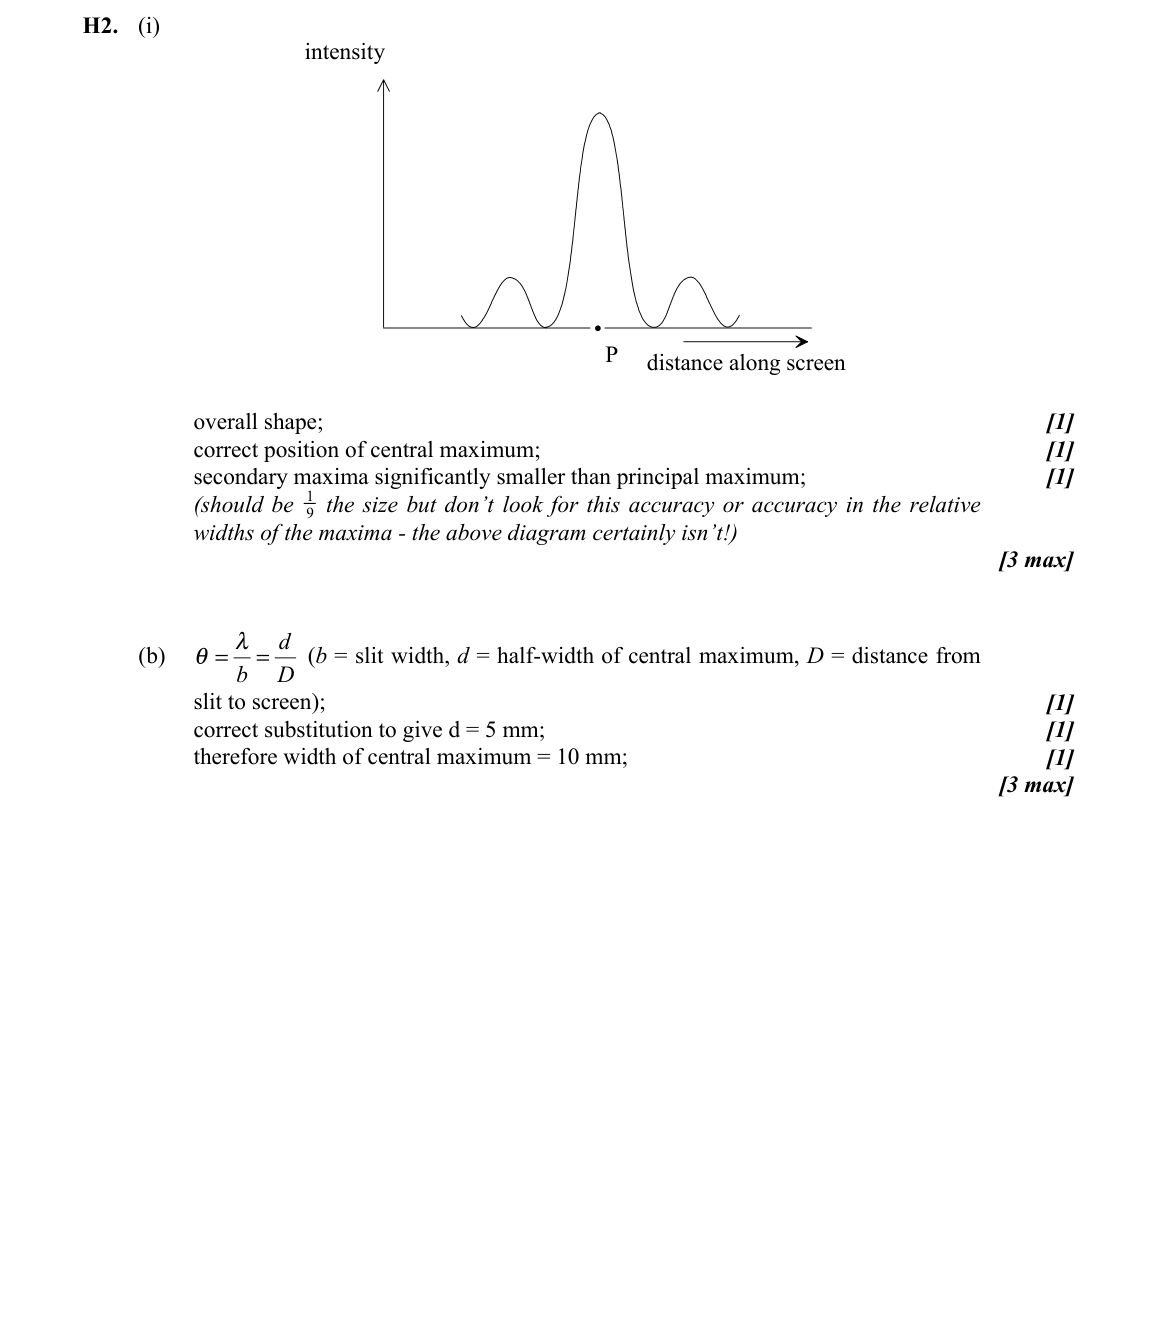 H2. (i)
intensity
P
distance along screen
overall shape; [1]
correct position of central maximum; [1]
secondary maxima significantly smaller than principal maximum; [1]
(should be 1/9 the size but don't look for this accuracy or accuracy in the relative
widths of the maxima - the above diagram certainly isn't!)
[3 max]
(b) θ = λ/b = d/D (b = slit width, d = half-width of central maximum, D = distance from
slit to screen); [1]
correct substitution to give d = 5 mm; [1]
therefore width of central maximum = 10 mm; [1]
[3 max]